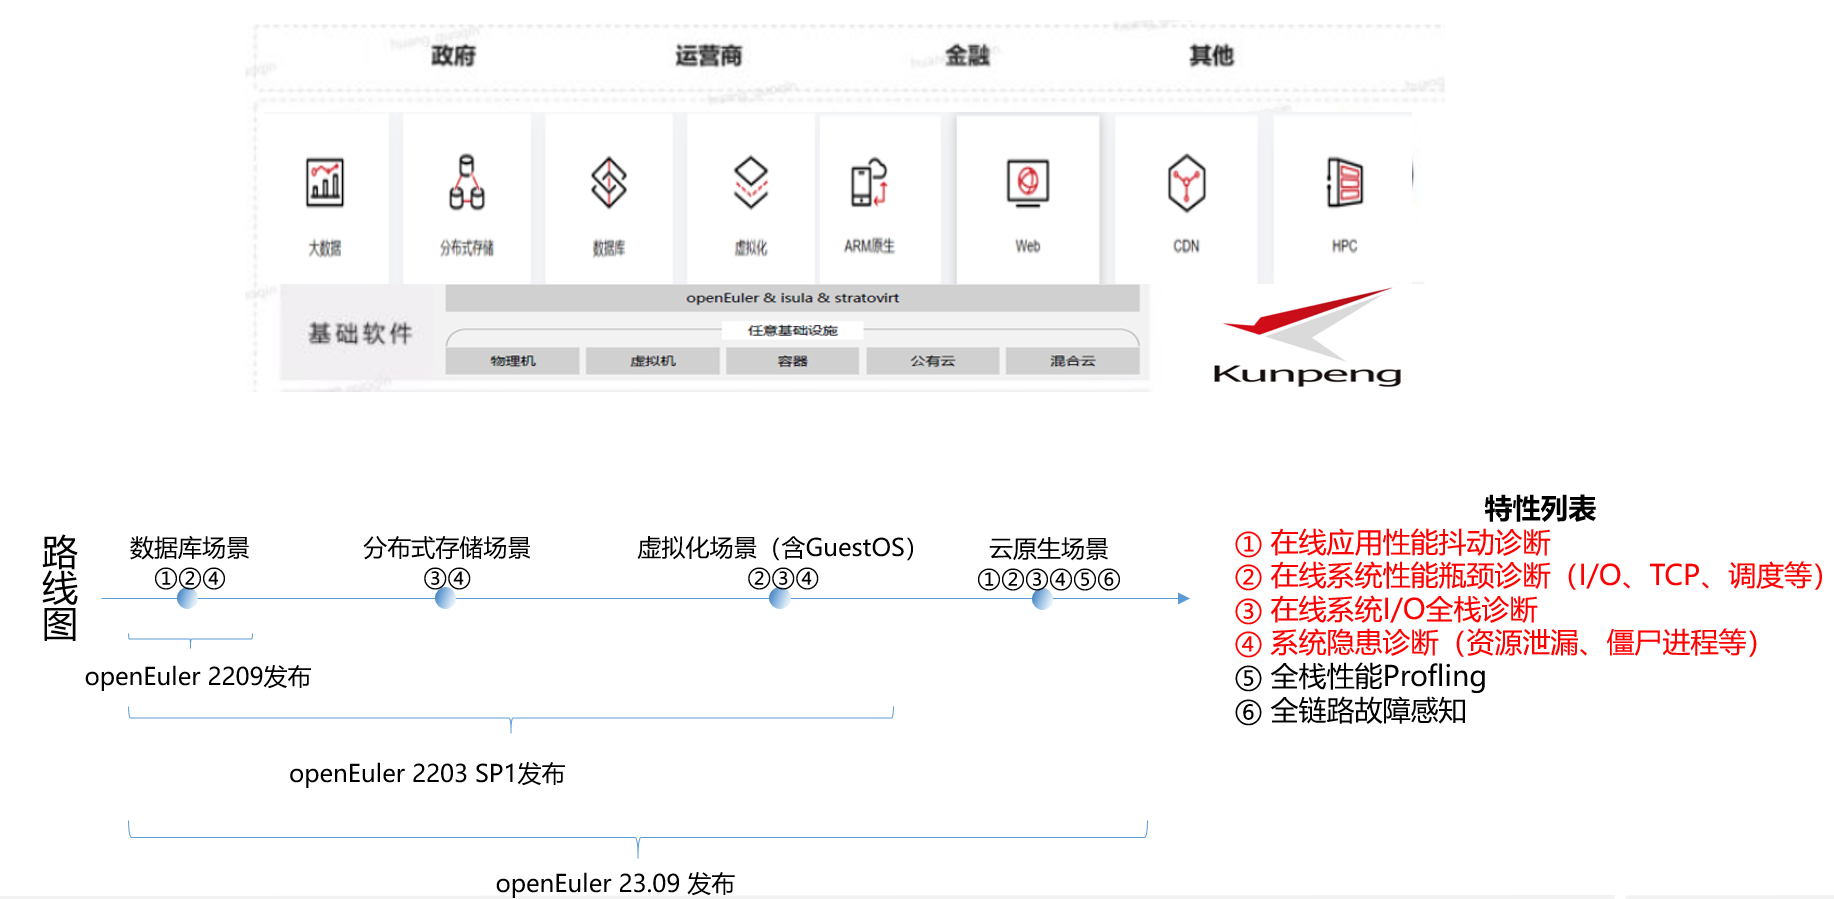 政府 运营商 金融 其他
大数据 分布式存储 数据库 虚拟化 ARM原生 Web CDN HPC
openEuler & isula & stratovirt
基础软件
任意基础设施
物理机 虚拟机 容器 公有云 混合云
Kunpeng
路线图
数据库场景 分布式存储场景 虚拟化场景（含GuestOS） 云原生场景
①②④ ③④ ②③④ ①②③④⑤⑥
openEuler 2209发布
openEuler 2203 SP1发布
openEuler 23.09 发布
特性列表
① 在线应用性能抖动诊断
② 在线系统性能瓶颈诊断（I/O、TCP、调度等）
③ 在线系统I/O全栈诊断
④ 系统隐患诊断（资源泄漏、僵尸进程等）
⑤ 全栈性能Profling
⑥ 全链路故障感知